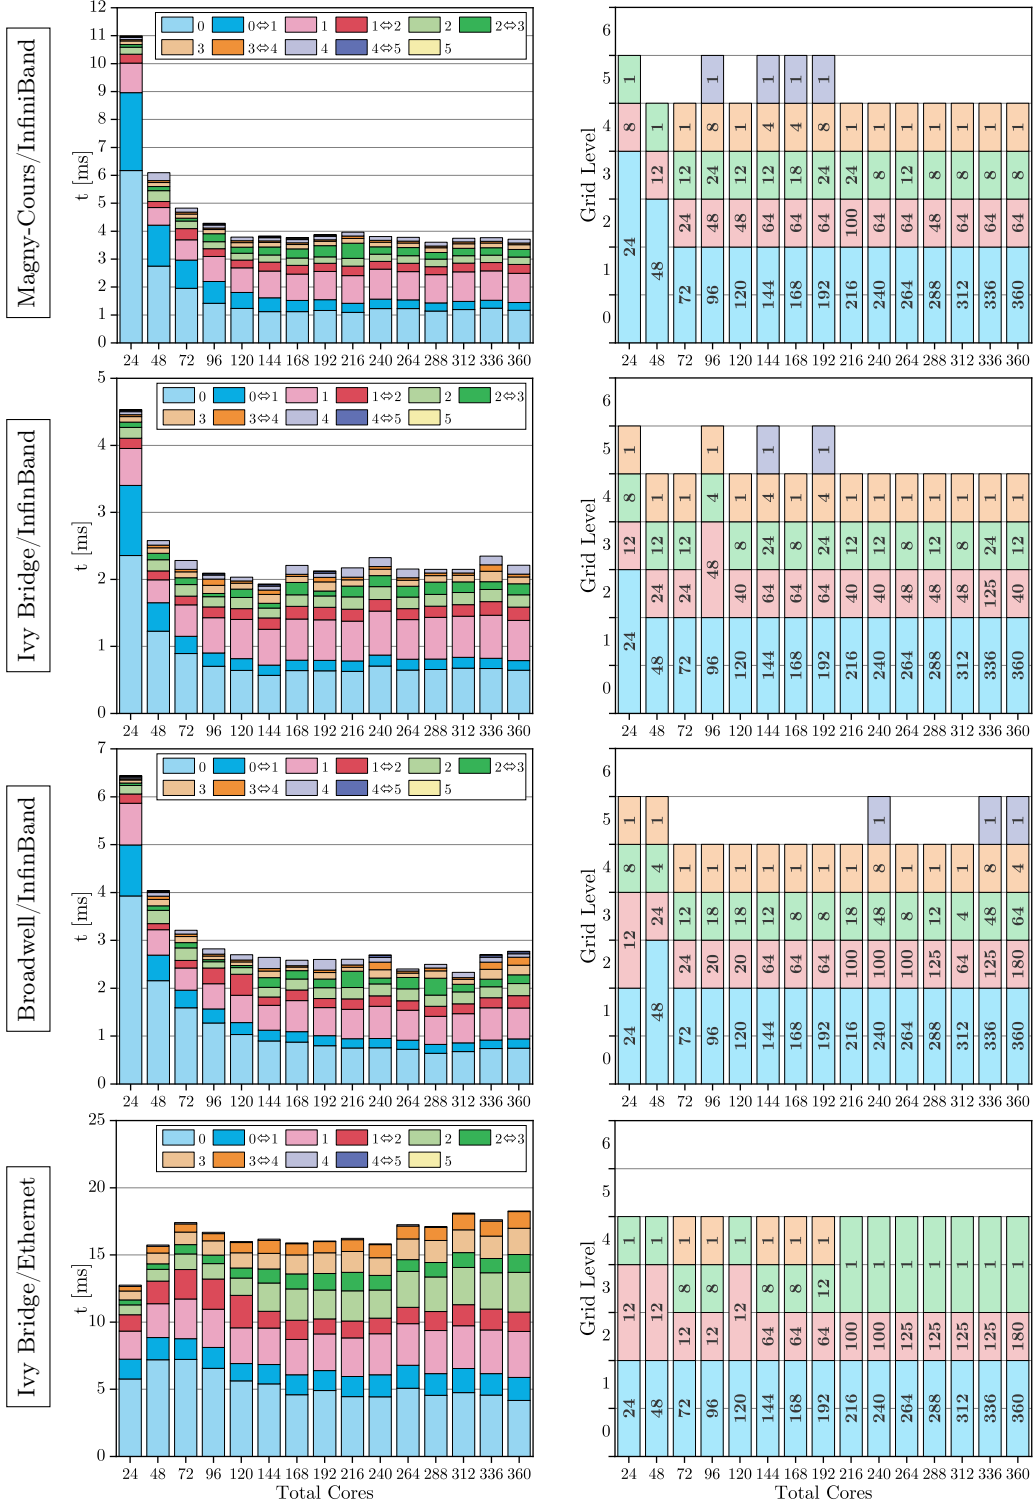 Magny-Cours/InfiniBand
t [ms]
12
11
10
9
8
7
6
5
4
3
2
1
0
0 0⇔1 1 1⇔2 2 2⇔3
3 3⇔4 4 4⇔5 5
24 48 72 96 120 144 168 192 216 240 264 288 312 336 360
Grid Level
6
5
4
3
2
1
0
1 1 1 1 1
8 1 1 8 1 4 4 8 1 1 1 1 1 1 1
12 12 24 12 12 18 24 24 8 12 8 8 8 8
24 48 48 64 64 64 100 64 64 48 64 64 64
24 48 72 96 120 144 168 192 216 240 264 288 312 336 360
24 48 72 96 120 144 168 192 216 240 264 288 312 336 360
Ivy Bridge/InfinBand
t [ms]
5
4
3
2
1
0
0 0⇔1 1 1⇔2 2 2⇔3
3 3⇔4 4 4⇔5 5
24 48 72 96 120 144 168 192 216 240 264 288 312 336 360
Grid Level
6
5
4
3
2
1
0
1 1 1 1
8 1 1 4 1 4 1 4 1 1 1 1 1 1 1
12 12 12 8 24 8 24 12 12 8 12 8 24 12
24 24 48 40 64 64 64 40 40 48 48 48 125 40
24 48 72 96 120 144 168 192 216 240 264 288 312 336 360
24 48 72 96 120 144 168 192 216 240 264 288 312 336 360
Broadwell/InfinBand
t [ms]
7
6
5
4
3
2
1
0
0 0⇔1 1 1⇔2 2 2⇔3
3 3⇔4 4 4⇔5 5
24 48 72 96 120 144 168 192 216 240 264 288 312 336 360
Grid Level
6
5
4
3
2
1
0
1 1 1 1 1
8 4 1 1 1 1 1 1 1 8 1 1 1 8 4
12 24 12 18 18 12 8 8 18 48 8 12 4 48 64
24 20 20 64 64 64 100 100 100 125 64 125 180
24 48 72 96 120 144 168 192 216 240 264 288 312 336 360
24 48 72 96 120 144 168 192 216 240 264 288 312 336 360
Ivy Bridge/Ethernet
t [ms]
25
20
15
10
5
0
0 0⇔1 1 1⇔2 2 2⇔3
3 3⇔4 4 4⇔5 5
24 48 72 96 120 144 168 192 216 240 264 288 312 336 360
Total Cores
Grid Level
6
5
4
3
2
1
0
1 1 1 1 1 1 1 1 1 1 1 1 1 1 1
12 12 8 8 12 8 8 12
12 12 64 64 64 100 100 125 125 125 125 180
24 48 72 96 120 144 168 192 216 240 264 288 312 336 360
24 48 72 96 120 144 168 192 216 240 264 288 312 336 360
Total Cores